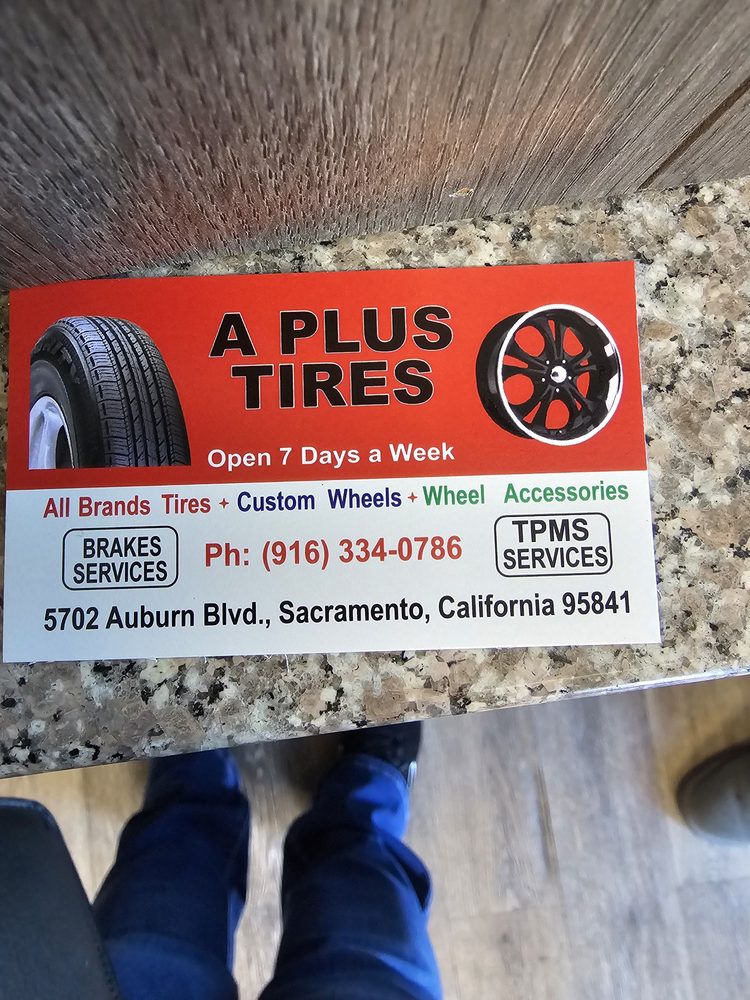 A PLUS
TIRES
Open 7 Days a Week
All Brands Tires + Custom Wheels + Wheel Accessories
BRAKES
SERVICES
Ph: (916) 334-0786
TPMS
SERVICES
5702 Auburn Blvd., Sacramento, California 95841